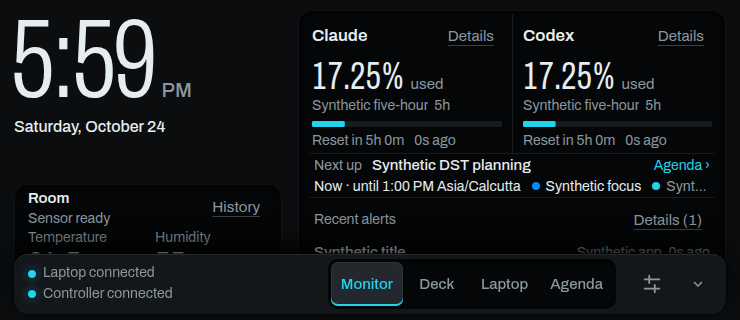 5:59 PM
Saturday, October 24
Room
Sensor ready
History
Temperature Humidity
Claude Details
17.25% used
Synthetic five-hour 5h
Reset in 5h 0m 0s ago
Codex Details
17.25% used
Synthetic five-hour 5h
Reset in 5h 0m 0s ago
Next up Synthetic DST planning Agenda ›
Now · until 1:00 PM Asia/Calcutta Synthetic focus Synt...
Recent alerts Details (1)
Synthetic title Synthetic app 0s ago
Laptop connected
Controller connected
Monitor Deck Laptop Agenda